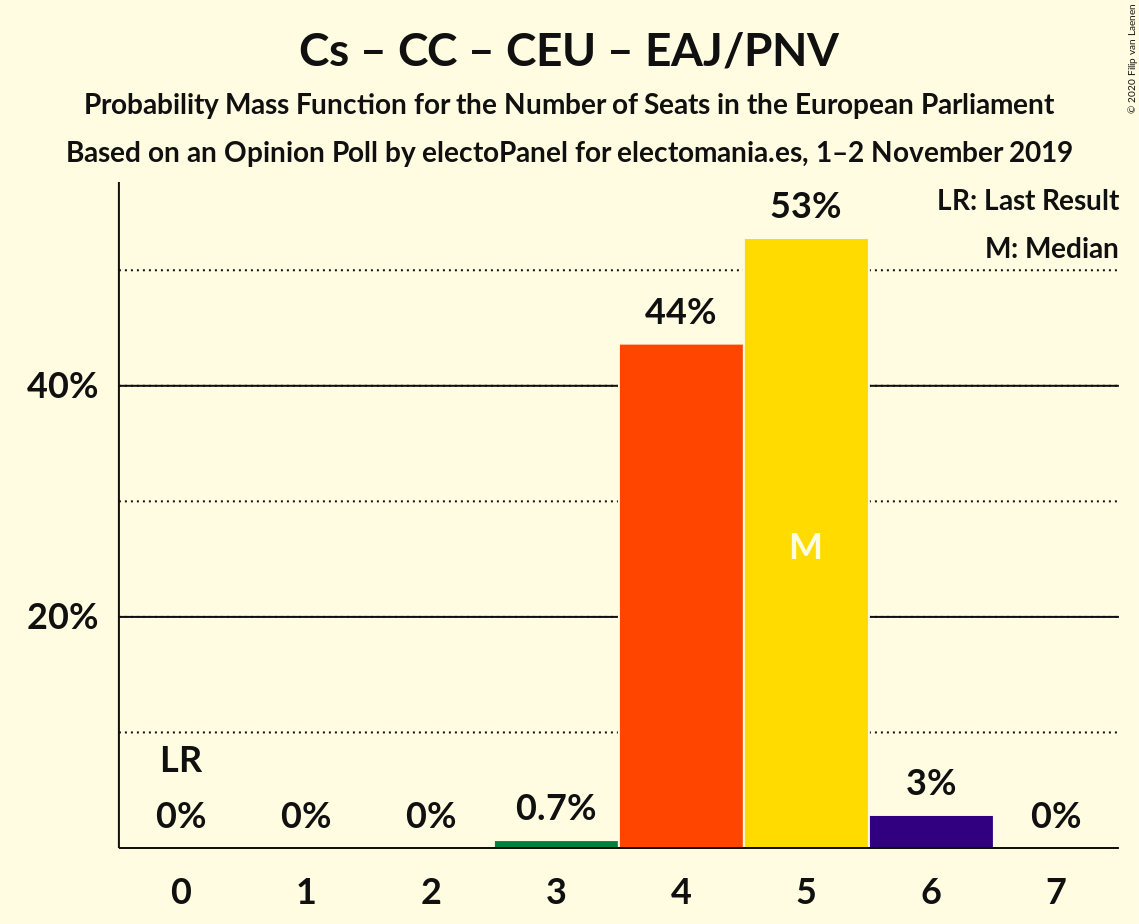 Cs – CC – CEU – EAJ/PNV
Probability Mass Function for the Number of Seats in the European Parliament
Based on an Opinion Poll by electoPanel for electomania.es, 1–2 November 2019
© 2020 Filip van Laenen
LR: Last Result
M: Median
53%
44%
40%
M
20%
LR
0%
0%
0%
0.7%
3%
0%
0 1 2 3 4 5 6 7